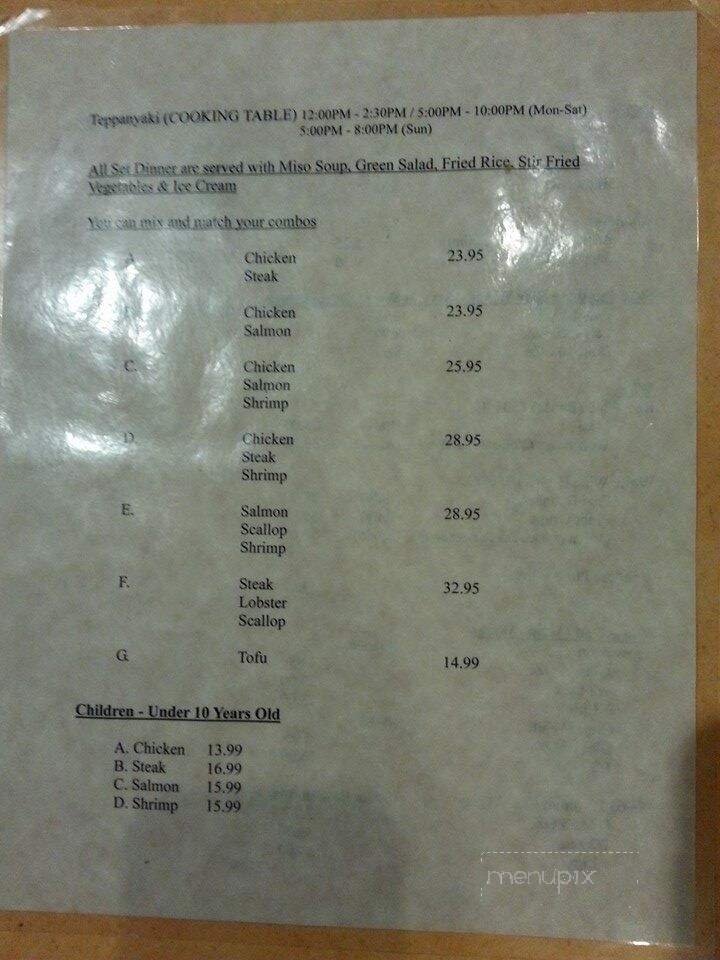 Teppanyaki (COOKING TABLE) 12:00PM - 2:30PM / 5:00PM - 10:00PM (Mon-Sat)
5:00PM - 8:00PM (Sun)
All Set Dinner are served with Miso Soup, Green Salad, Fried Rice, Stir Fried
Vegetables & Ice Cream
You can mix and match your combos
A. Chicken 23.95
Steak
Chicken 23.95
Salmon
C. Chicken 25.95
Salmon
Shrimp
D. Chicken 28.95
Steak
Shrimp
E. Salmon 28.95
Scallop
Shrimp
F. Steak 32.95
Lobster
Scallop
G Tofu 14.99
Children - Under 10 Years Old
A. Chicken 13.99
B. Steak 16.99
C. Salmon 15.99
D. Shrimp 15.99
menupix